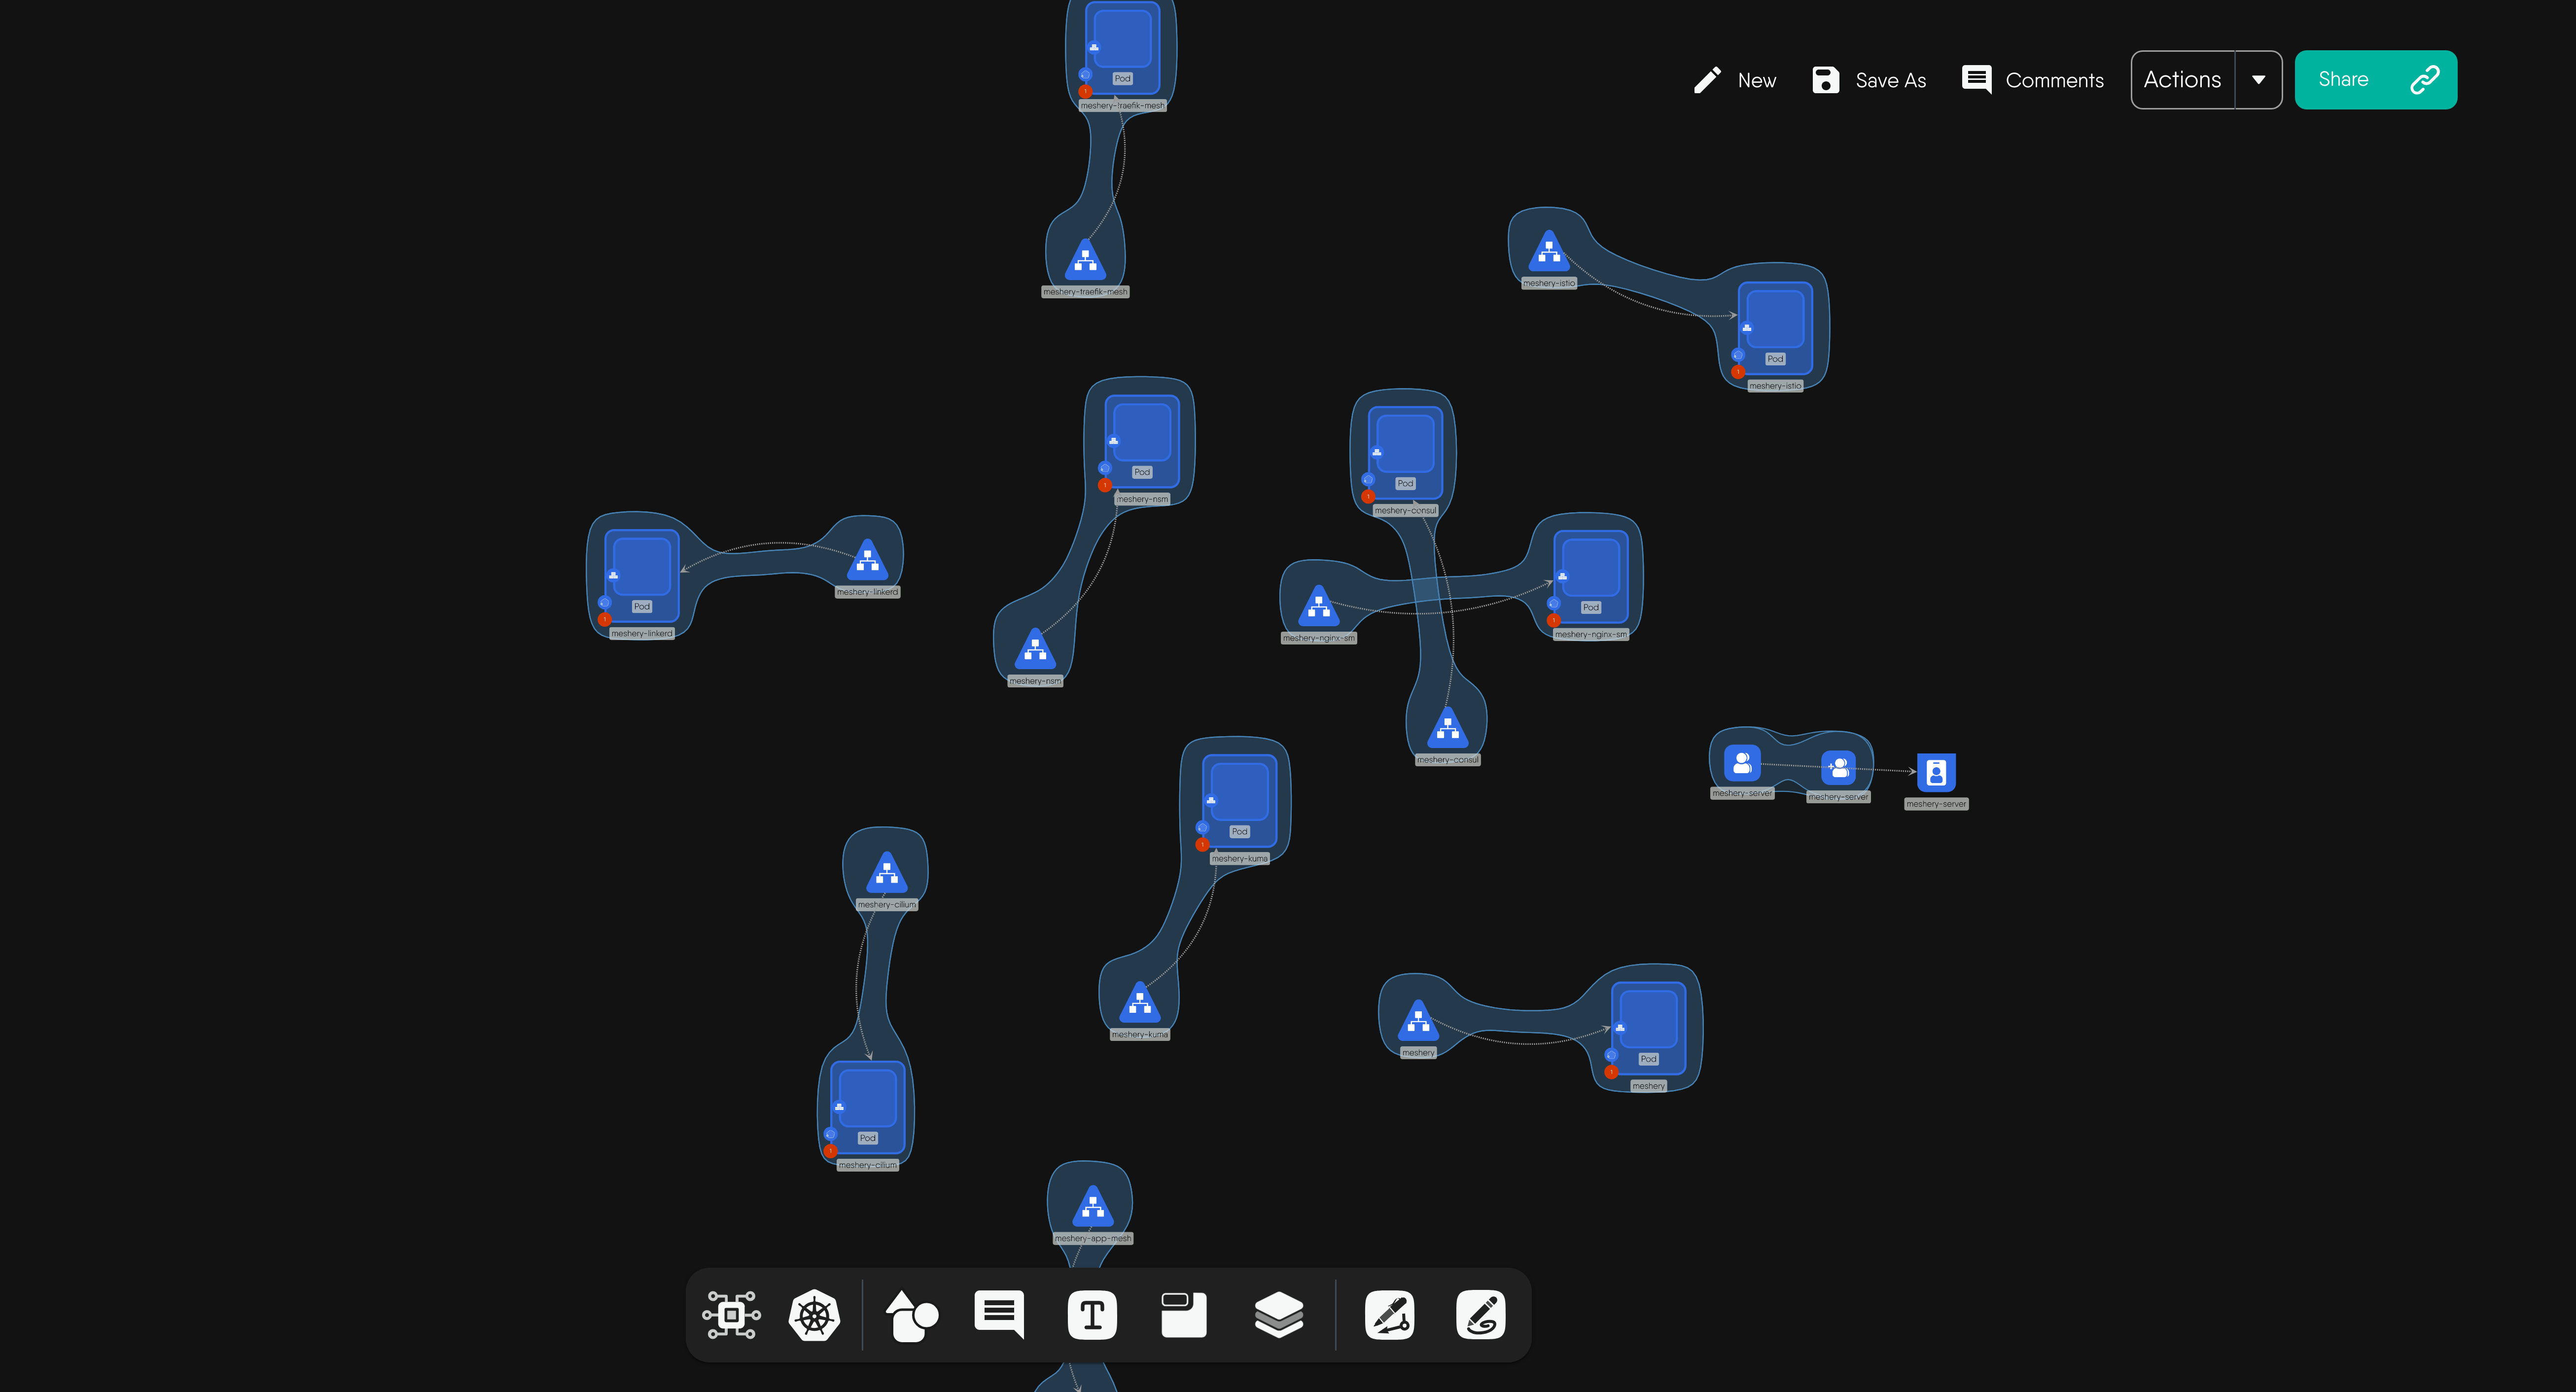 Pod
meshery-traefik-mesh
New
Save As
Comments
Actions
Share
meshery-traefik-mesh
meshery-istio
Pod
meshery-istio
Pod
meshery-nsm
Pod
meshery-consul
meshery-linkerd
Pod
meshery-linkerd
Pod
meshery-nginx-sm
meshery-nginx-sm
meshery-nsm
meshery-consul
meshery-server
meshery-server
meshery-server
Pod
meshery-kuma
meshery-cilium
meshery-kuma
meshery
Pod
meshery
Pod
meshery-cilium
meshery-app-mesh
T